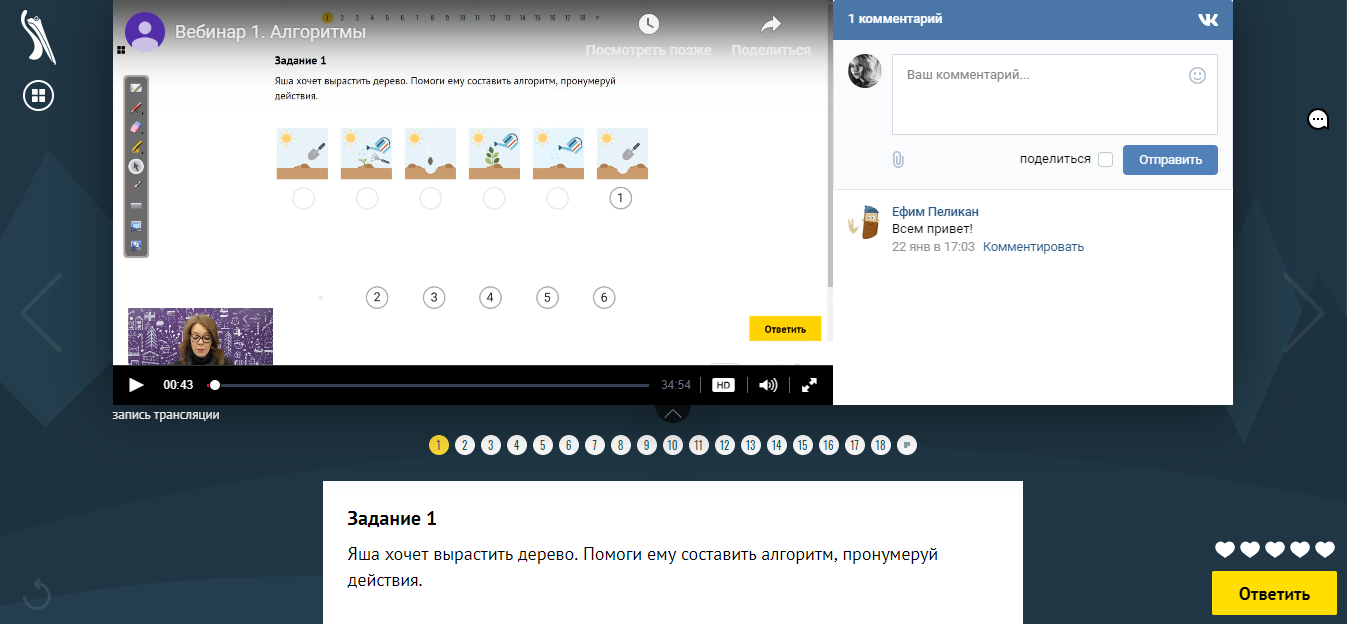 1 2 3 4 5 6 7 8 9 10 11 12 13 14 15 16 17 18
Вебинар 1. Алгоритмы
Посмотреть позже
Поделиться
Задание 1
Яша хочет вырастить дерево. Помоги ему составить алгоритм, пронумеруй
действия.
1
2 3 4 5 6
Ответить
00:43
34:54
HD
запись трансляции
1 комментарий
Ваш комментарий...
поделиться
Отправить
Ефим Пеликан
Всем привет!
22 янв в 17:03 Комментировать
1 2 3 4 5 6 7 8 9 10 11 12 13 14 15 16 17 18
Задание 1
Яша хочет вырастить дерево. Помоги ему составить алгоритм, пронумеруй
действия.
Ответить